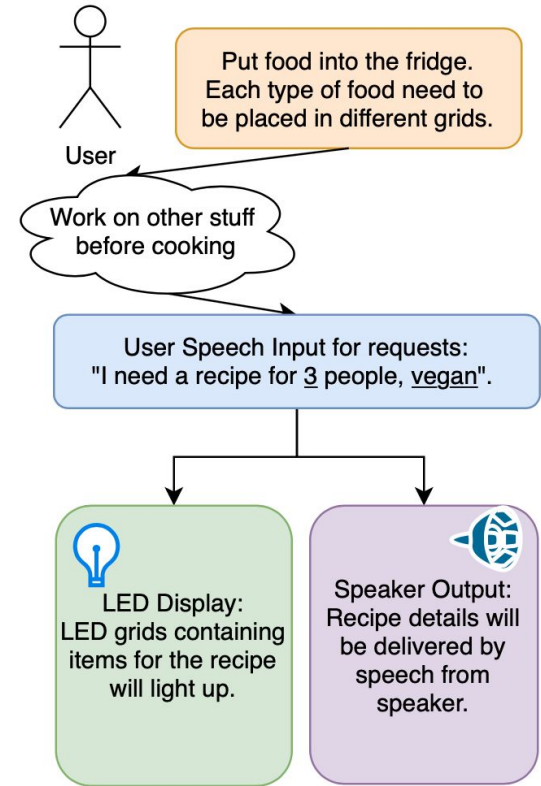 Put food into the fridge.
Each type of food need to
be placed in different grids.
User
Work on other stuff
before cooking
User Speech Input for requests:
"I need a recipe for 3 people, vegan".
LED Display:
LED grids containing
items for the recipe
will light up.
Speaker Output:
Recipe details will
be delivered by
speech from
speaker.